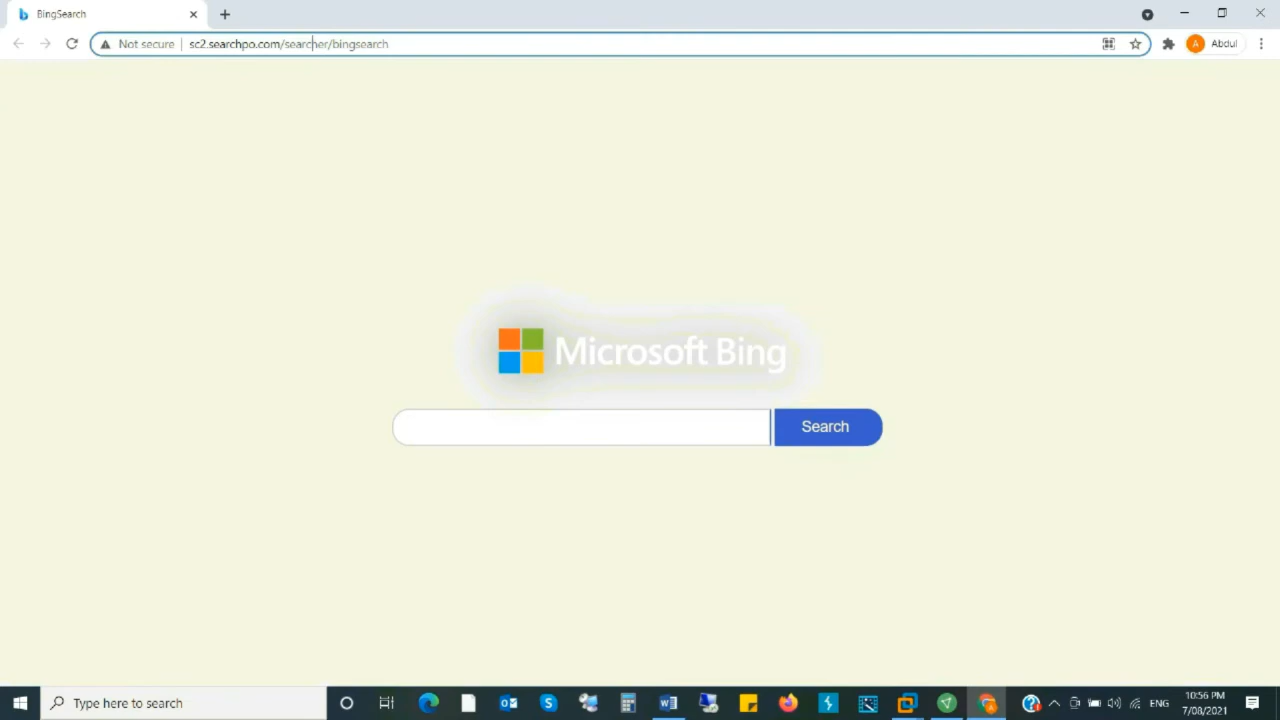 BingSearch
Not secure
sc2.searchpo.com/searcher/bingsearch
A
Abdul
Microsoft Bing
Search
Type here to search
ENG
10:56 PM
7/08/2021